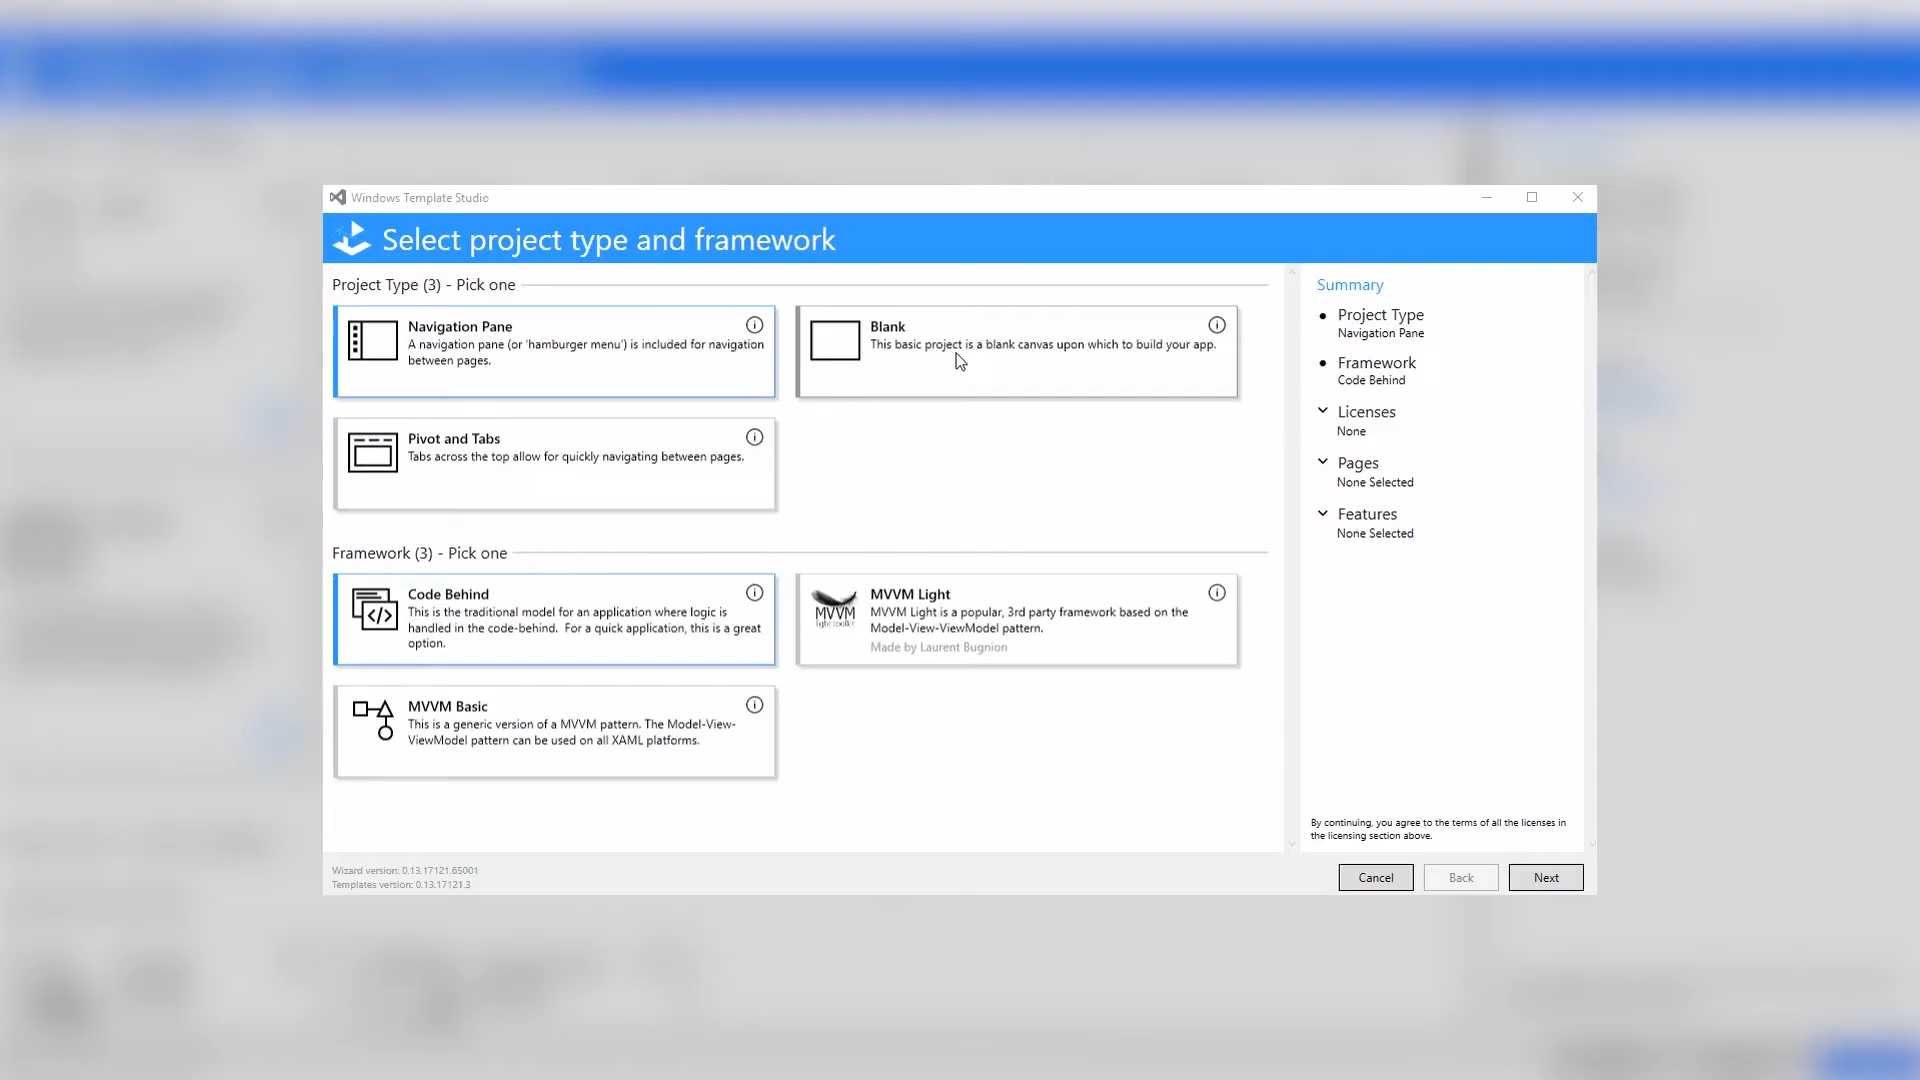 Windows Template Studio
Select project type and framework
Project Type (3) - Pick one
Navigation Pane
A navigation pane (or 'hamburger menu') is included for navigation
between pages.
Blank
This basic project is a blank canvas upon which to build your app.
Pivot and Tabs
Tabs across the top allow for quickly navigating between pages.
Framework (3) - Pick one
Code Behind
This is the traditional model for an application where logic is
handled in the code-behind. For a quick application, this is a great
option.
MVVM
light toolkit
MVVM Light
MVVM Light is a popular, 3rd party framework based on the
Model-View-ViewModel pattern.
Made by Laurent Bugnion
MVVM Basic
This is a generic version of a MVVM pattern. The Model-View-
ViewModel pattern can be used on all XAML platforms.
Summary
Project Type
Navigation Pane
Framework
Code Behind
Licenses
None
Pages
None Selected
Features
None Selected
By continuing, you agree to the terms of all the licenses in
the licensing section above.
Wizard version: 0.13.17121.65001
Templates version: 0.13.17121.3
Cancel
Back
Next